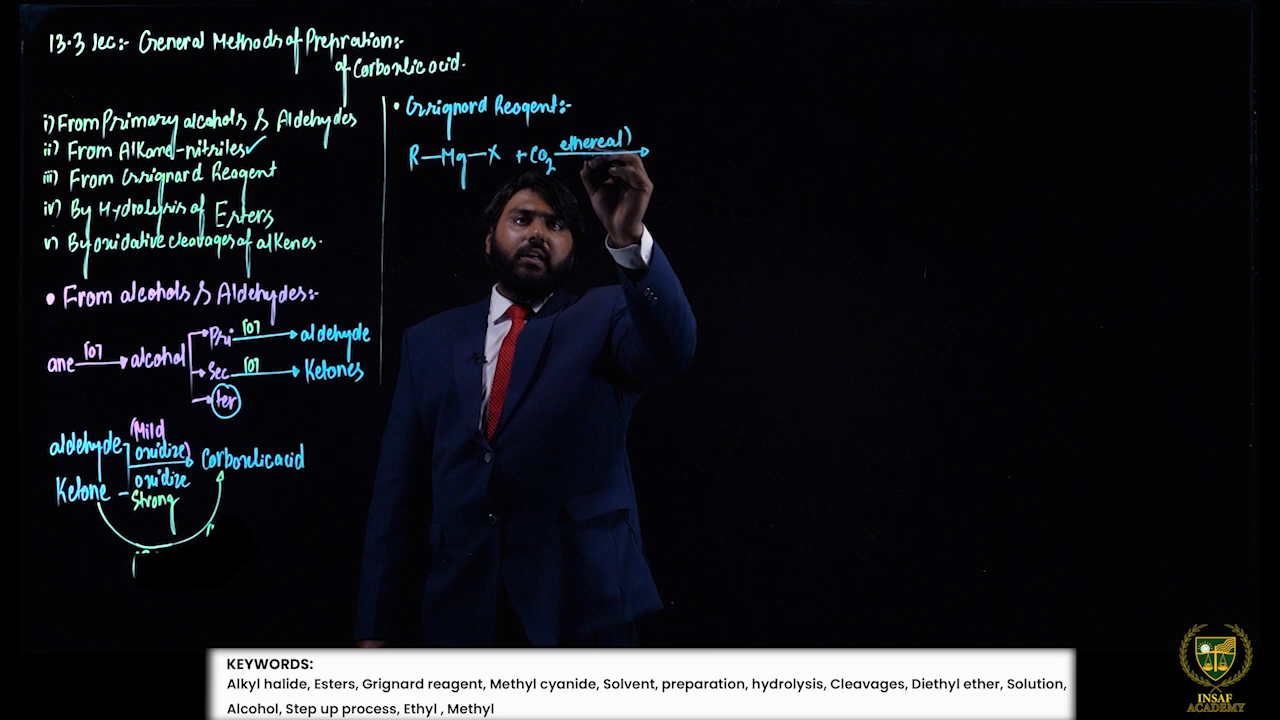 13.3 Sec:- General Methods of Prepration:-
of Carboxlic acid.
i) From Primary alcohols & Aldehydes
ii) From Alkane-nitriles ✓
iii) From Grignard Reagent
iv) By Hydrolysis of Esters
v) By oxidative cleavages of alkenes.
• From alcohols & Aldehydes:-
ane [O] → alcohol
Pri [O] → aldehyde
Sec [O] → Ketones
ter
aldehyde (Mild oxidize) → Carboxlic acid
Ketone - oxidize
Strong
• Grignard Reagent:-
R-Mg-X + CO2 ethereal) →
KEYWORDS:
Alkyl halide, Esters, Grignard reagent, Methyl cyanide, Solvent, preparation, hydrolysis, Cleavages, Diethyl ether, Solution,
Alcohol, Step up process, Ethyl , Methyl
INSAF
ACADEMY